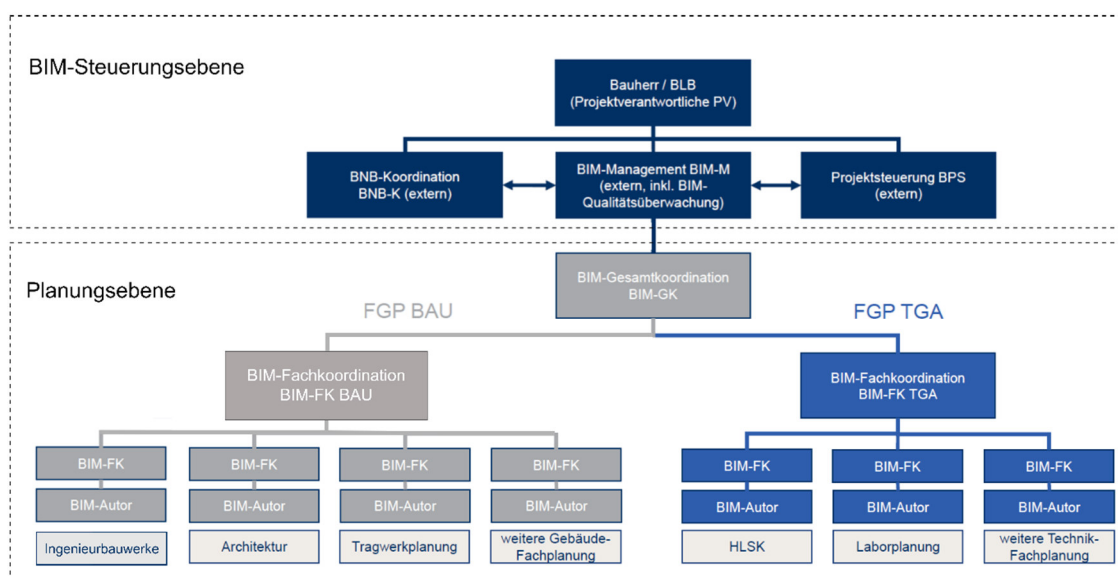 BIM-Steuerungsebene
Bauherr / BLB
(Projektverantwortliche PV)
BNB-Koordination
BNB-K (extern)
BIM-Management BIM-M
(extern, inkl. BIM-
Qualitätsüberwachung)
Projektsteuerung BPS
(extern)
Planungsebene
BIM-Gesamtkoordination
BIM-GK
FGP BAU
FGP TGA
BIM-Fachkoordination
BIM-FK BAU
BIM-Fachkoordination
BIM-FK TGA
BIM-FK
BIM-FK
BIM-FK
BIM-FK
BIM-FK
BIM-FK
BIM-FK
BIM-Autor
BIM-Autor
BIM-Autor
BIM-Autor
BIM-Autor
BIM-Autor
BIM-Autor
Ingenieurbauwerke
Architektur
Tragwerkplanung
weitere Gebäude-
Fachplanung
HLSK
Laborplanung
weitere Technik-
Fachplanung